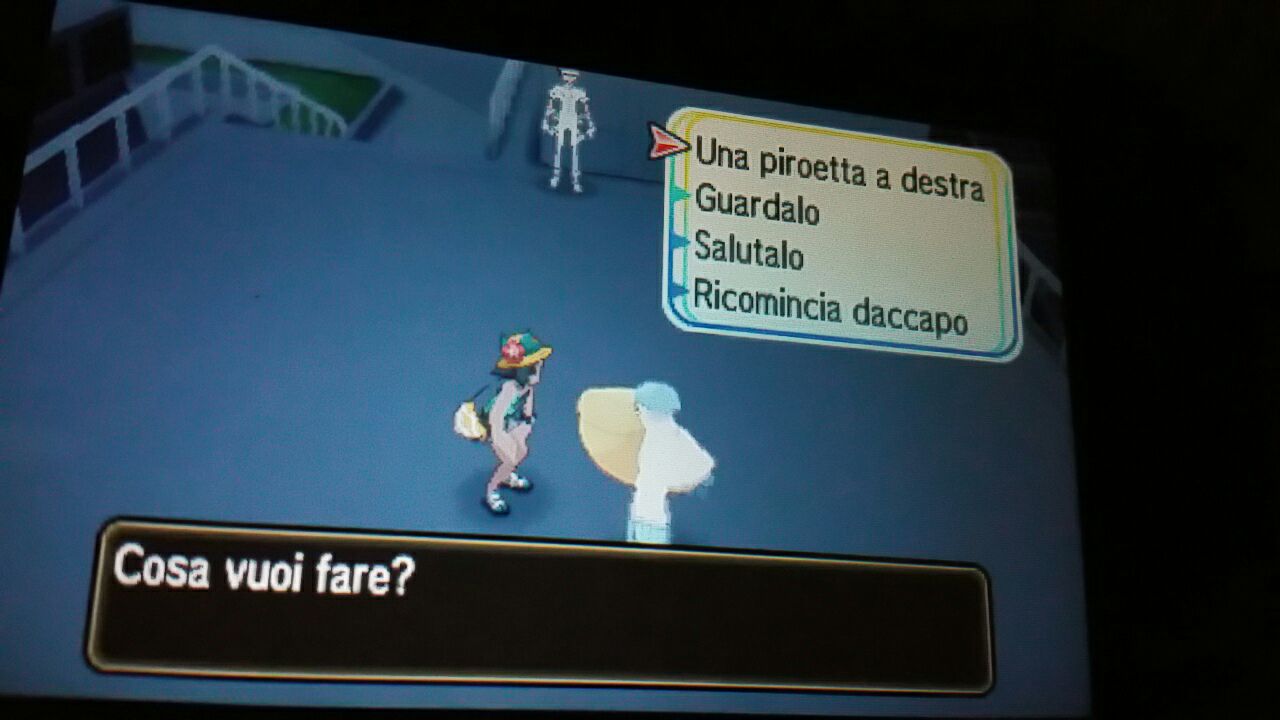 Una piroetta a destra
Guardalo
Salutalo
Ricomincia daccapo
Cosa vuoi fare?